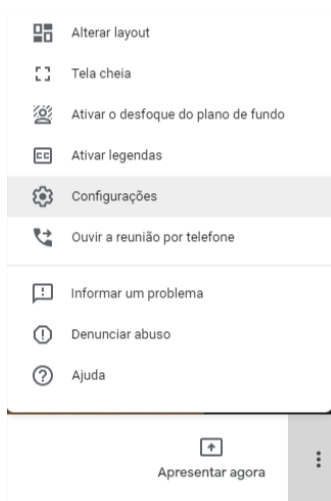 Alterar layout
Tela cheia
Ativar o desfoque do plano de fundo
CC Ativar legendas
Configurações
Ouvir a reunião por telefone
Informar um problema
Denunciar abuso
Ajuda
Apresentar agora